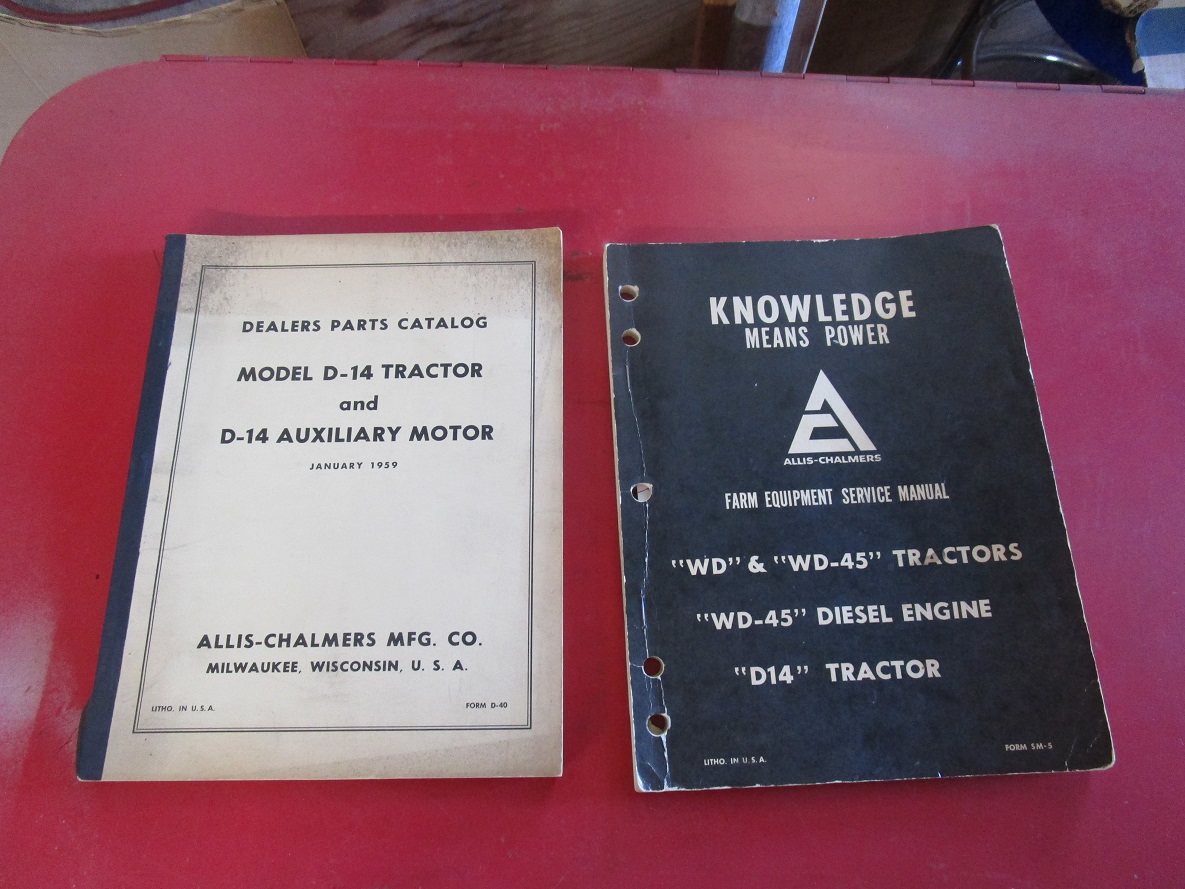 DEALERS PARTS CATALOG
MODEL D-14 TRACTOR
and
D-14 AUXILIARY MOTOR
JANUARY 1959
ALLIS-CHALMERS MFG. CO.
MILWAUKEE, WISCONSIN, U. S. A.
LITHO. IN U. S. A.
FORM D-40
KNOWLEDGE
MEANS POWER
ALLIS-CHALMERS
FARM EQUIPMENT SERVICE MANUAL
"WD" & "WD-45" TRACTORS
"WD-45" DIESEL ENGINE
"D14" TRACTOR
LITHO. IN U. S. A.
FORM SM-5